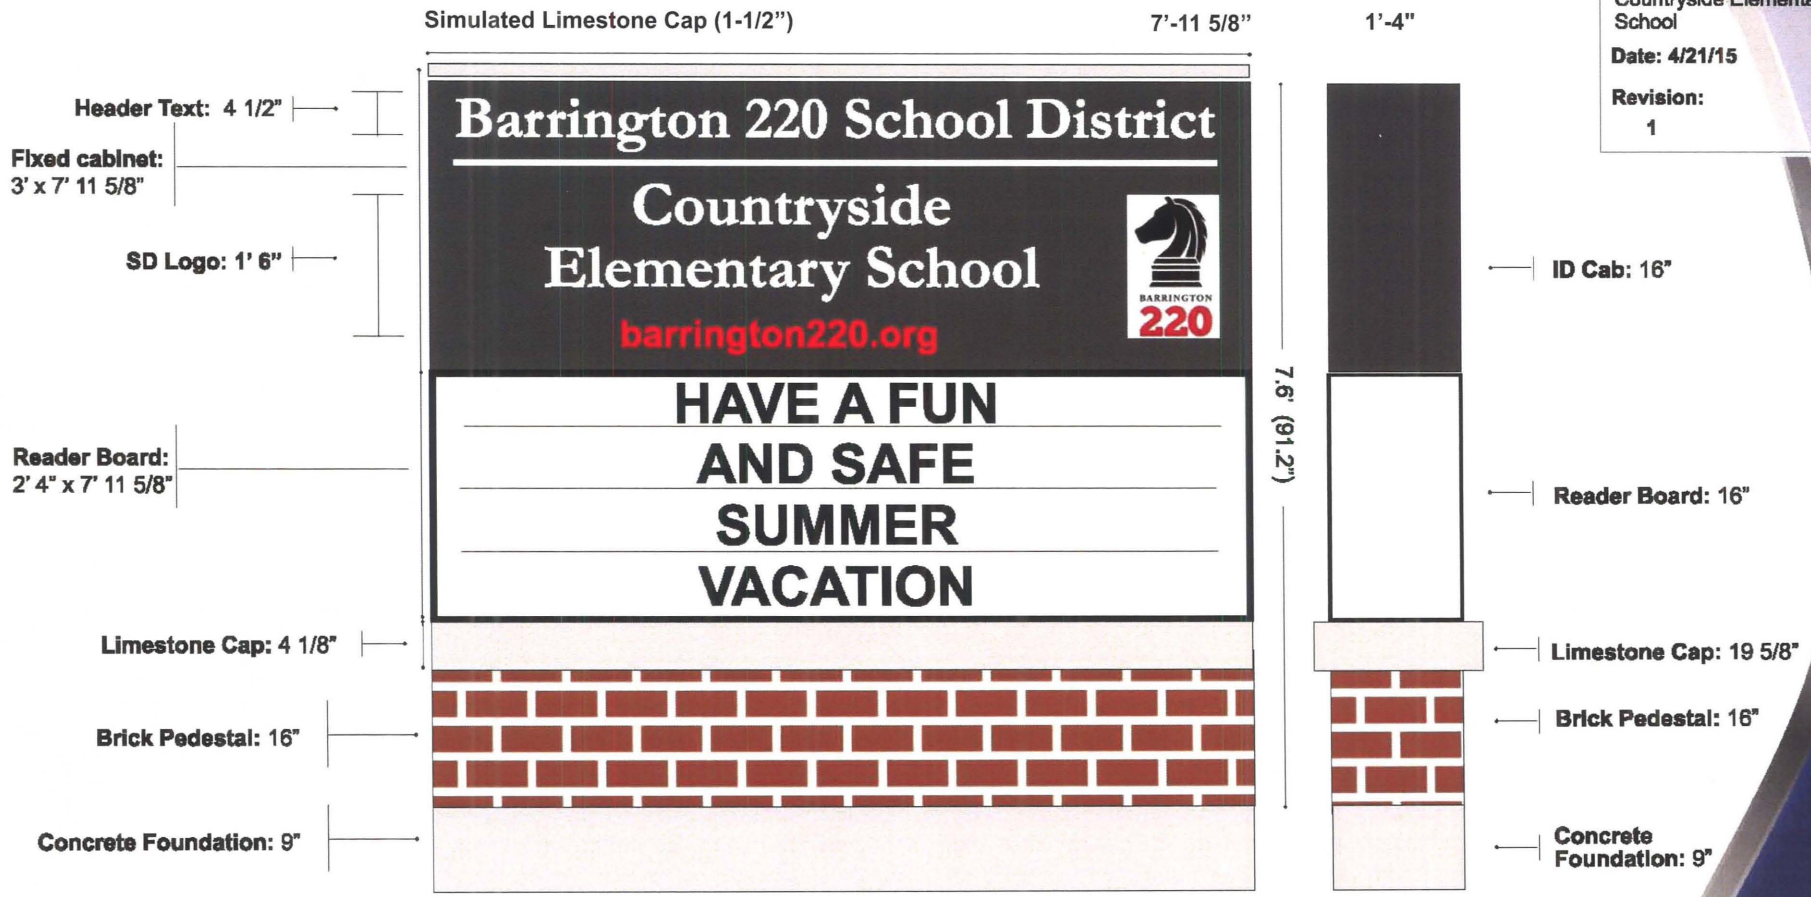 Simulated Limestone Cap (1-1/2”)
7’-11 5/8”
1’-4"
School
Date: 4/21/15
Revision:
1
Header Text: 4 1/2”
Fixed cabinet:
3’ x 7’ 11 5/8”
SD Logo: 1’ 6”
Reader Board:
2’ 4” x 7’ 11 5/8”
Limestone Cap: 4 1/8”
Brick Pedestal: 16”
Concrete Foundation: 9”
Barrington 220 School District
Countryside
Elementary School
barrington220.org
BARRINGTON
220
HAVE A FUN
AND SAFE
SUMMER
VACATION
7.6’ (91.2”)
ID Cab: 16”
Reader Board: 16”
Limestone Cap: 19 5/8”
Brick Pedestal: 16”
Concrete
Foundation: 9”